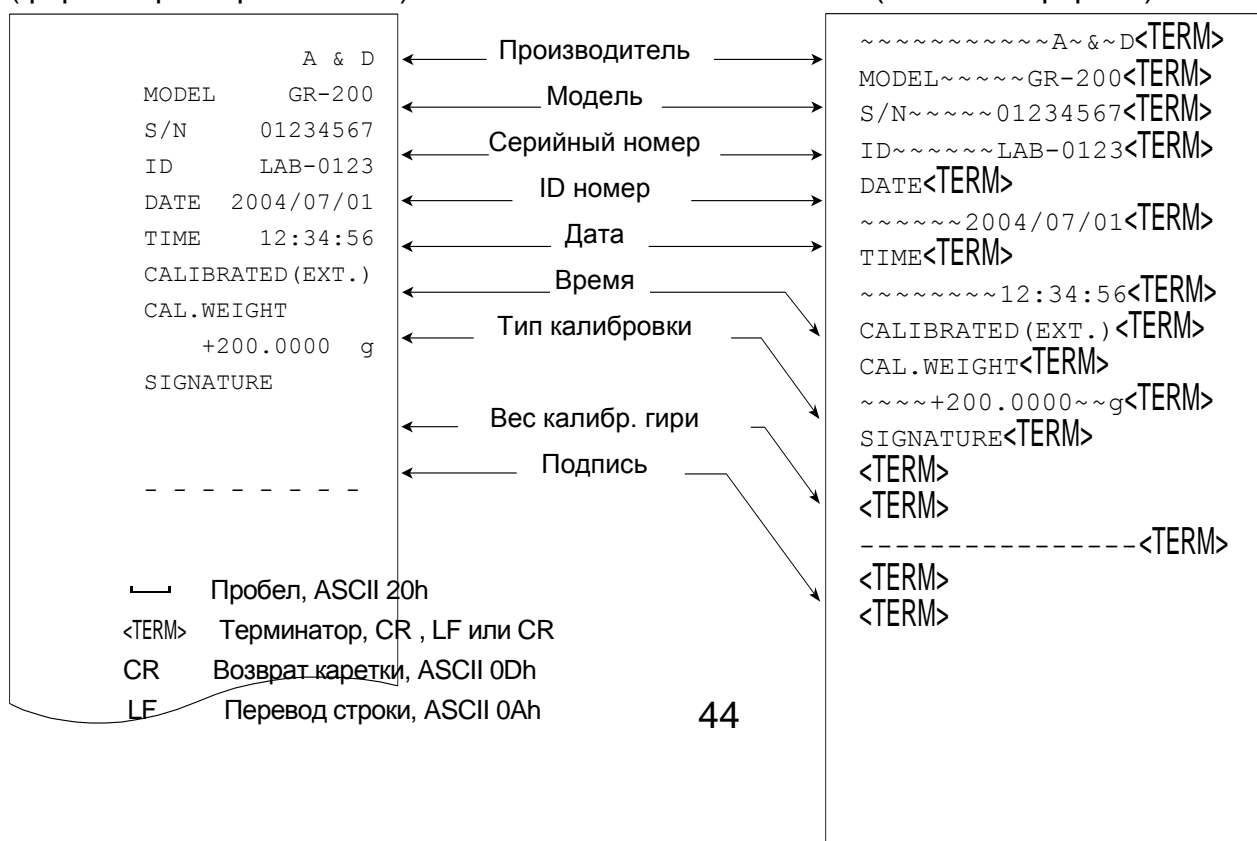 A & D
MODEL GR-200
S/N 01234567
ID LAB-0123
DATE 2004/07/01
TIME 12:34:56
CALIBRATED(EXT.)
CAL.WEIGHT
+200.0000 g
SIGNATURE
- - - - - - - -
Производитель
Модель
Серийный номер
ID номер
Дата
Время
Тип калибровки
Вес калибр. гири
Подпись
~~~~~~~~~~~A~&~D<TERM>
MODEL~~~~~GR-200<TERM>
S/N~~~~~01234567<TERM>
ID~~~~~~LAB-0123<TERM>
DATE<TERM>
~~~~~~2004/07/01<TERM>
TIME<TERM>
~~~~~~~~12:34:56<TERM>
CALIBRATED(EXT.)<TERM>
CAL.WEIGHT<TERM>
~~~~+200.0000~~g<TERM>
SIGNATURE<TERM>
<TERM>
<TERM>
----------------<TERM>
<TERM>
<TERM>
Пробел, ASCII 20h
<TERM> Терминатор, CR , LF или CR
CR Возврат каретки, ASCII 0Dh
LF Перевод строки, ASCII 0Ah
44